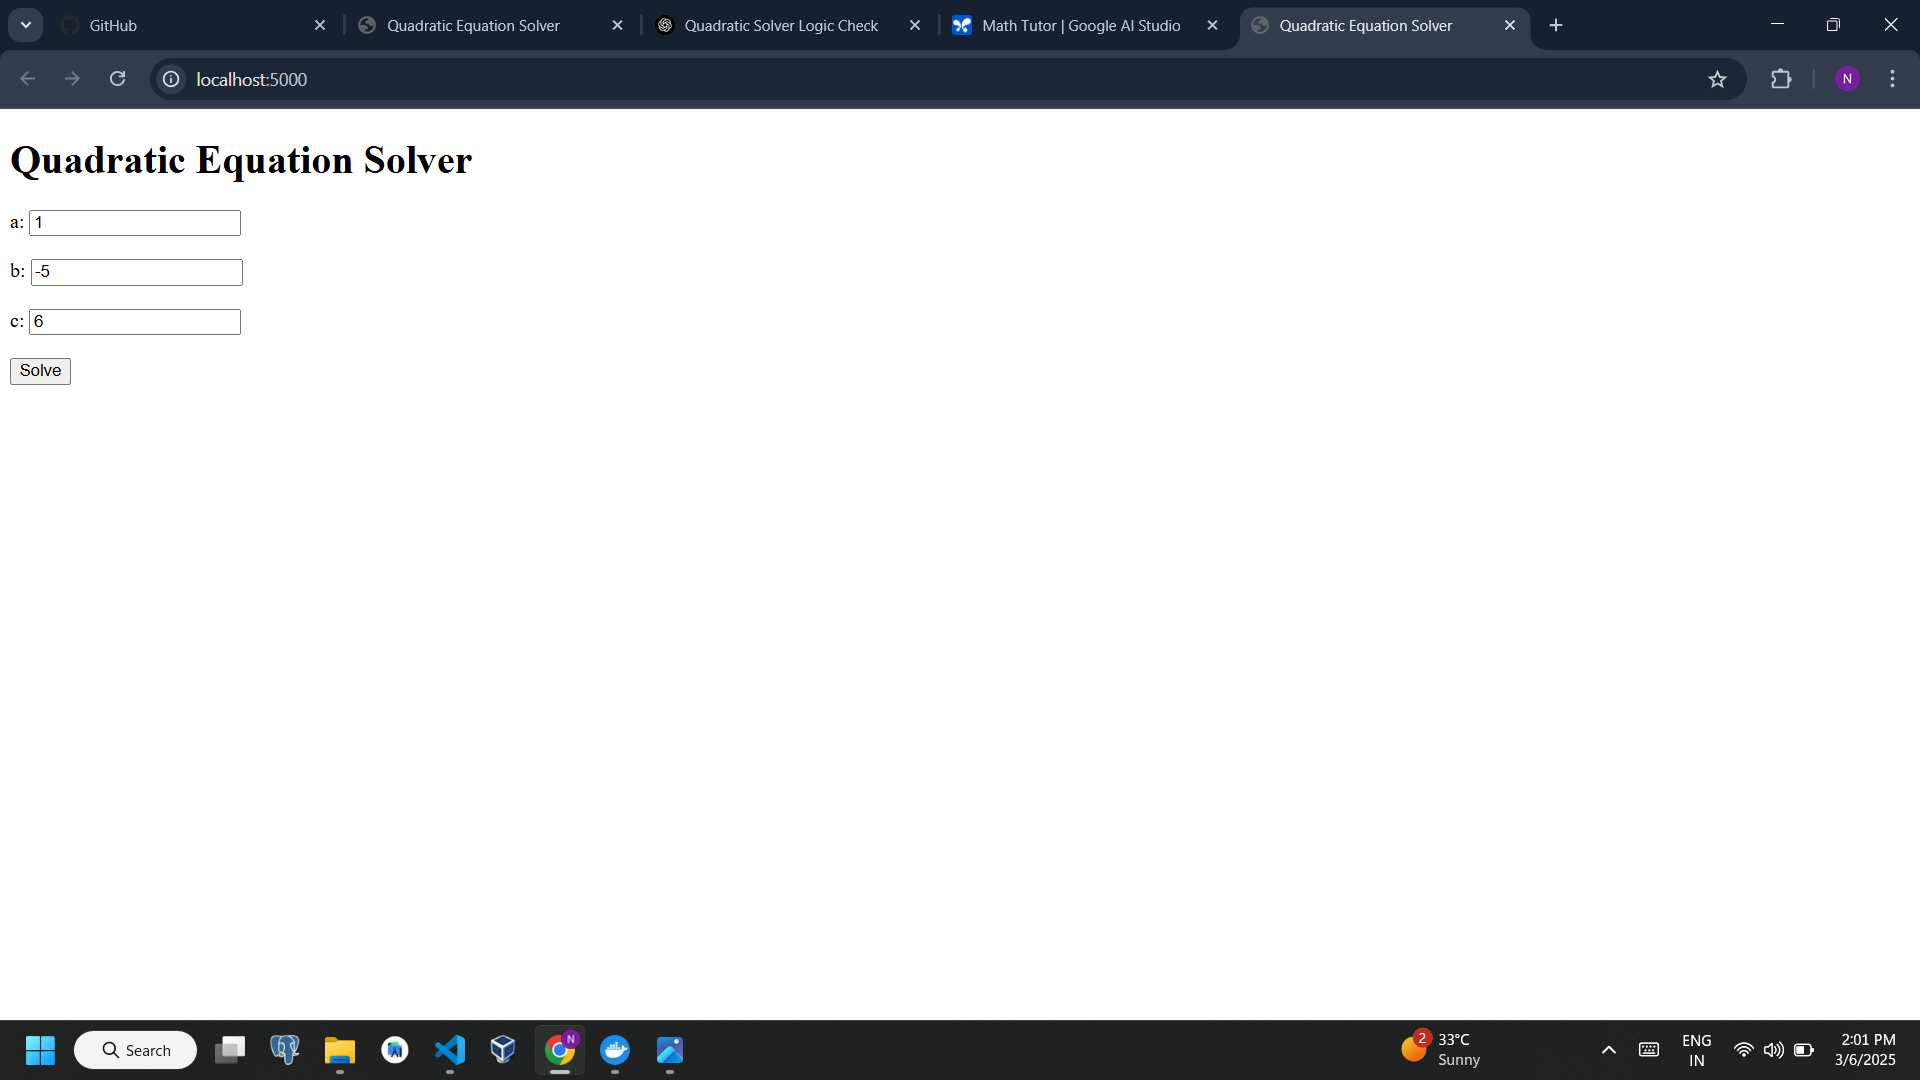 GitHub
Quadratic Equation Solver
Quadratic Solver Logic Check
Math Tutor | Google AI Studio
Quadratic Equation Solver
localhost:5000
N
Quadratic Equation Solver
a: 1
b: -5
c: 6
Solve
Search
N
2
33°C
Sunny
ENG
IN
2:01 PM
3/6/2025